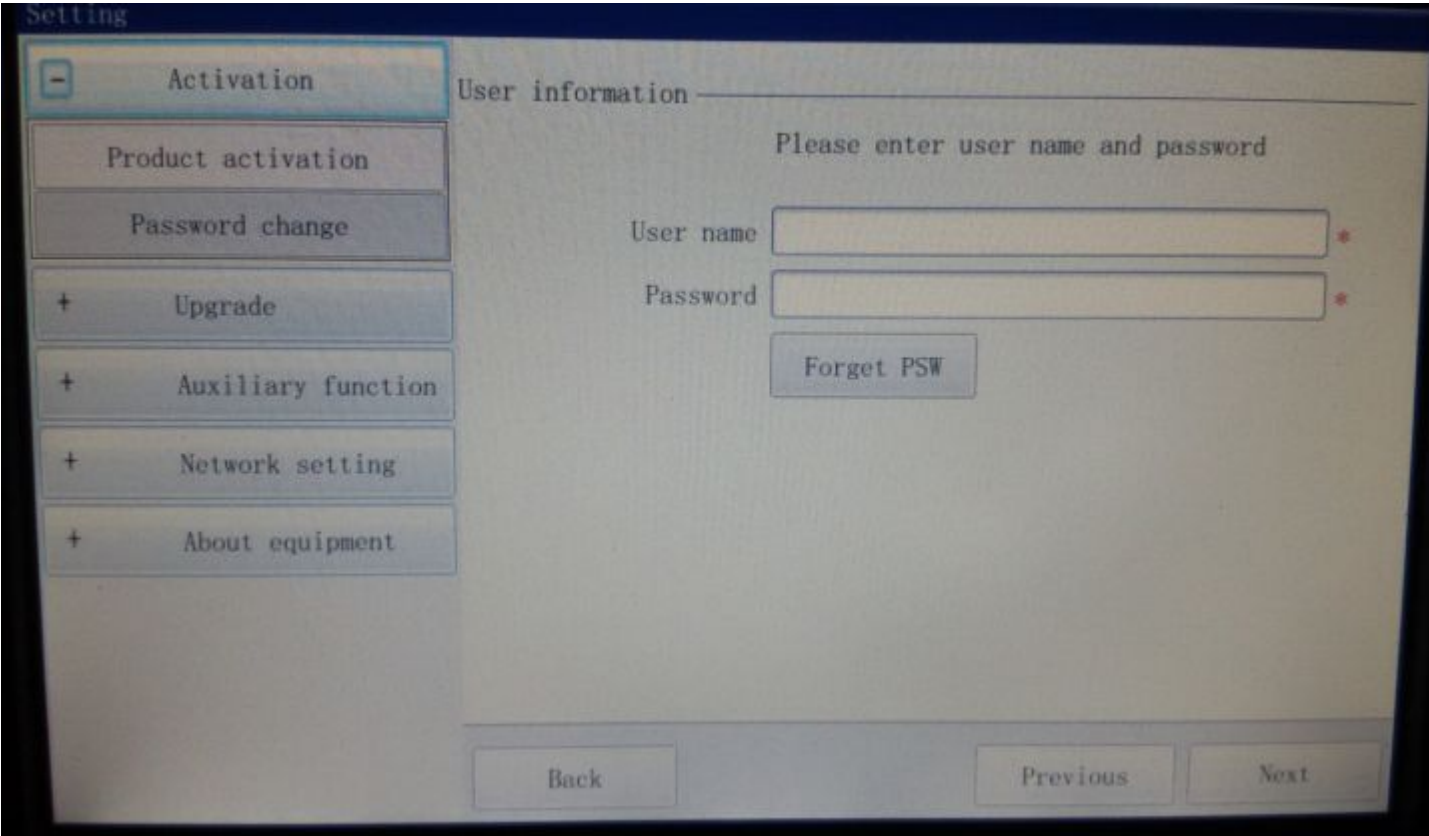 Setting
- Activation
Product activation
Password change
+ Upgrade
+ Auxiliary function
+ Network setting
+ About equipment
User information
Please enter user name and password
User name *
Password *
Forget PSW
Back Previous Next